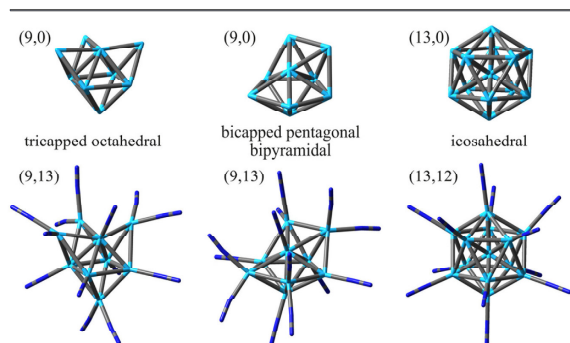 (9,0) (9,0) (13,0)
tricapped octahedral bicapped pentagonal bipyramidal icosahedral
(9,13) (9,13) (13,12)